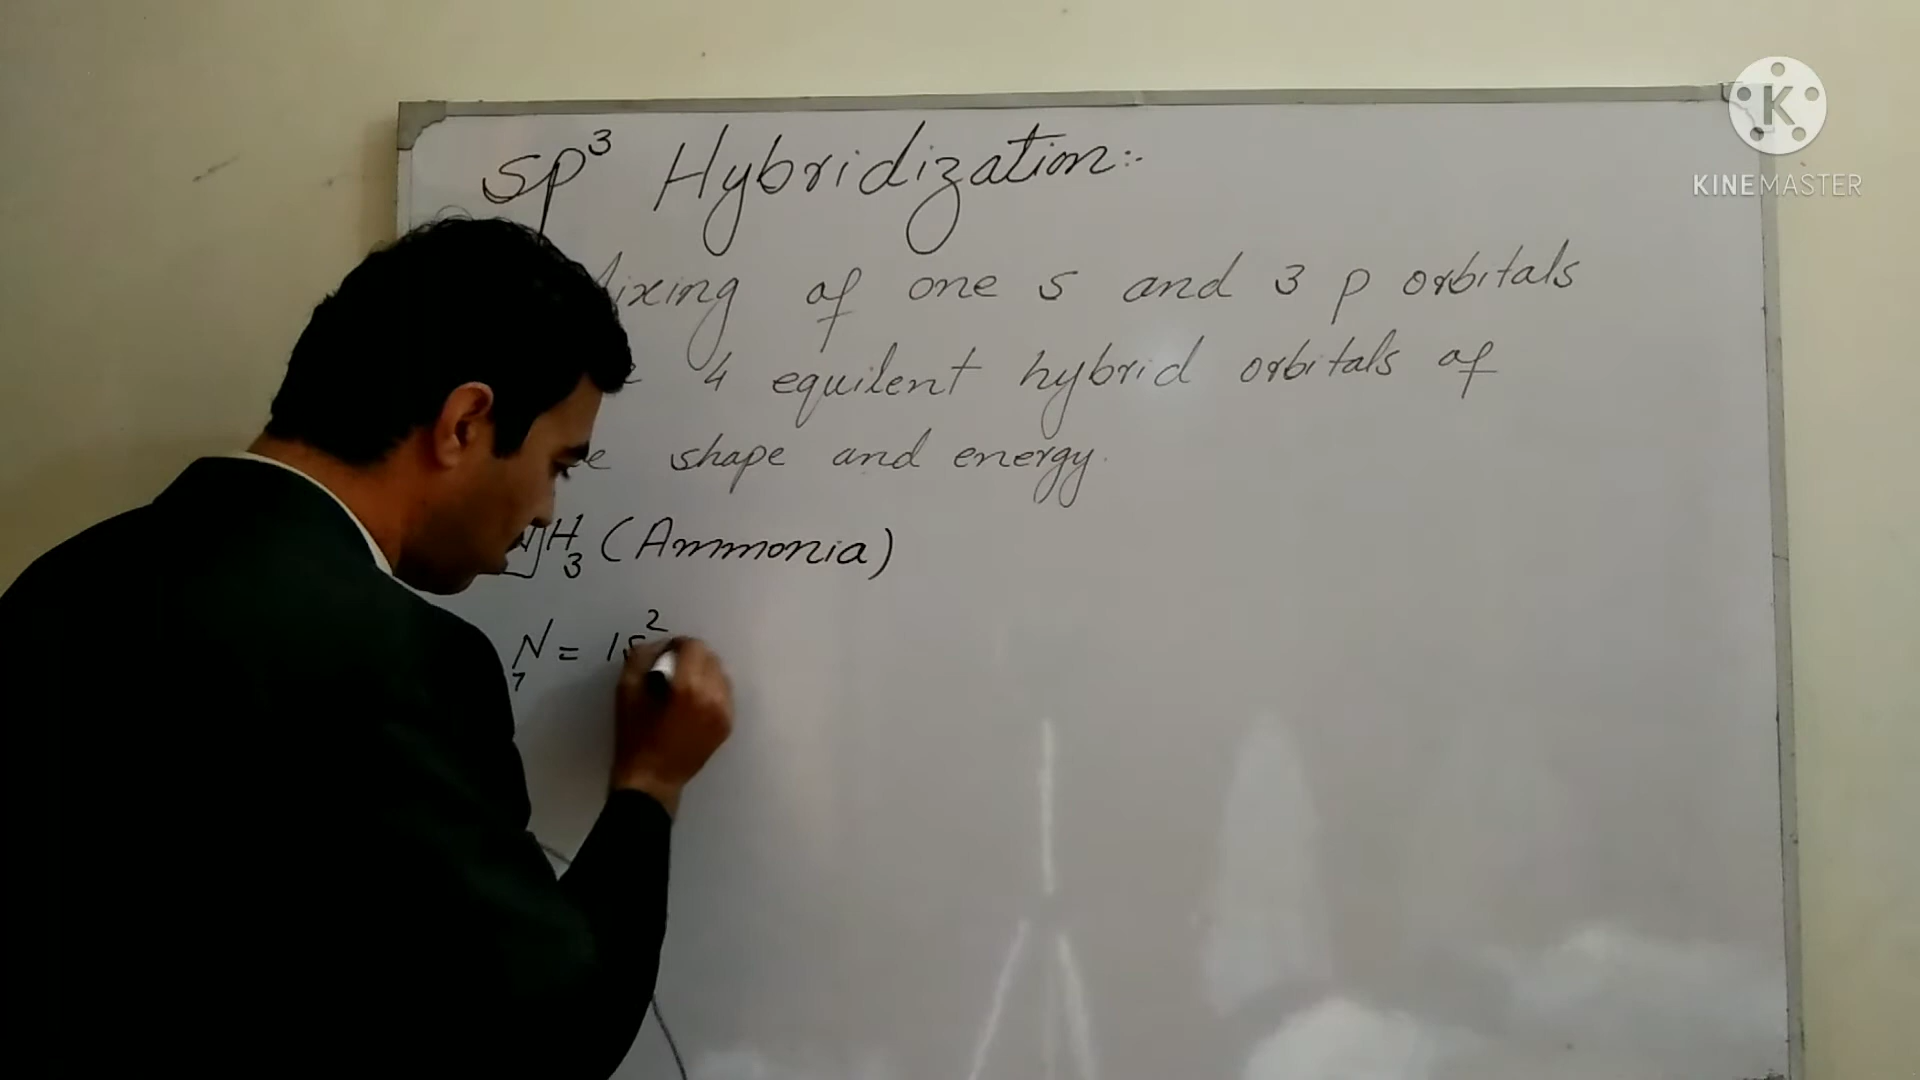 sp³ Hybridization:-
K
KINEMASTER
of one s and 3 p orbitals
4 equilent hybrid orbitals of
shape and energy.
H₃ (Ammonia)
₇N = 1s²